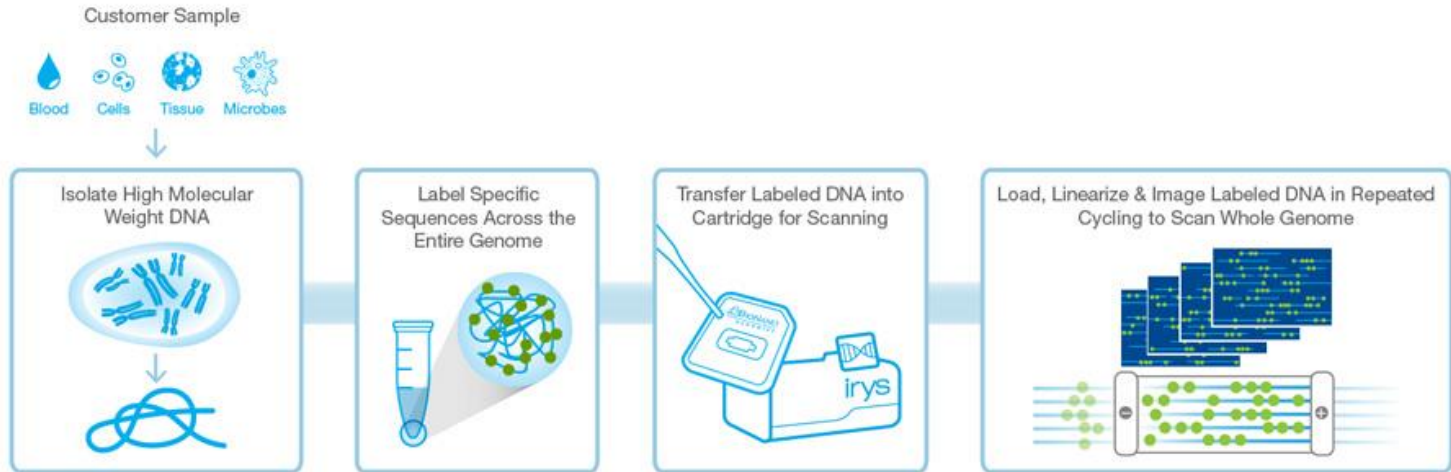 Customer Sample
Blood Cells Tissue Microbes
Isolate High Molecular
Weight DNA
Label Specific
Sequences Across the
Entire Genome
Transfer Labeled DNA into
Cartridge for Scanning
BIONANO
GENOMICS
irys
Load, Linearize & Image Labeled DNA in Repeated
Cycling to Scan Whole Genome
− +